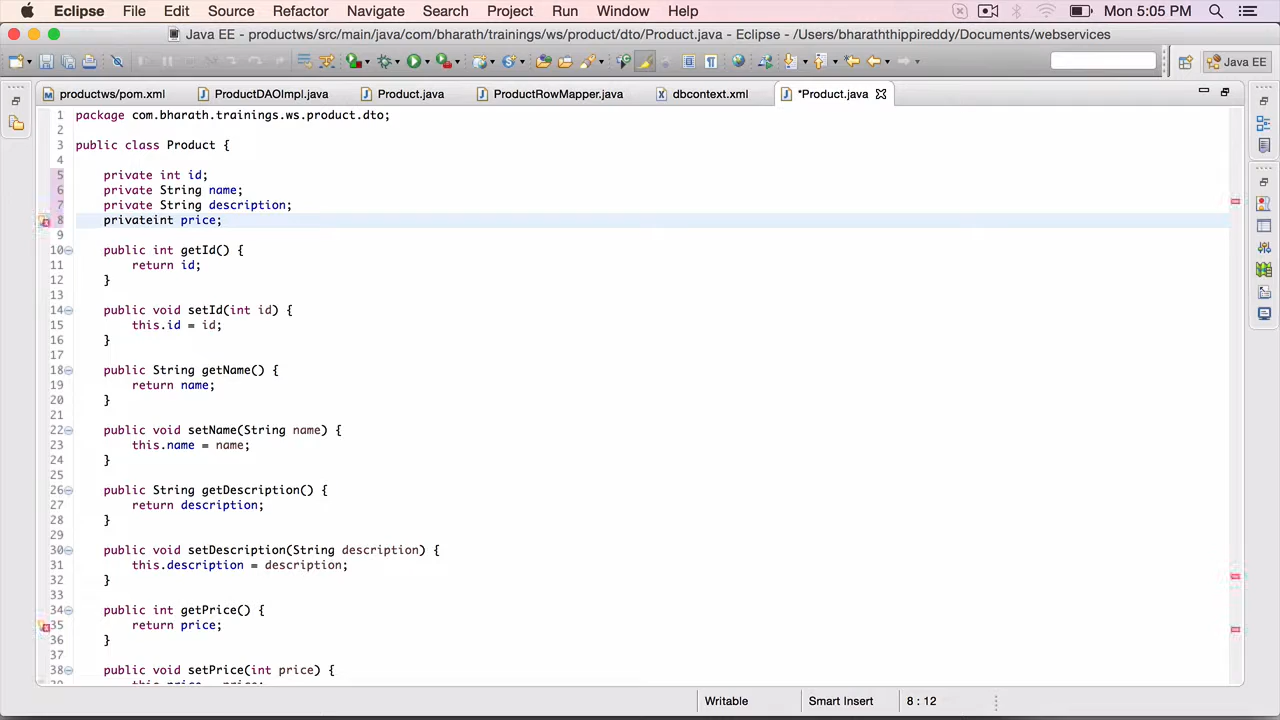 Eclipse File Edit Source Refactor Navigate Search Project Run Window Help Mon 5:05 PM
Java EE - productws/src/main/java/com/bharath/trainings/ws/product/dto/Product.java - Eclipse - /Users/bharaththippireddy/Documents/webservices
Java EE
productws/pom.xml ProductDAOImpl.java Product.java ProductRowMapper.java dbcontext.xml *Product.java
1 package com.bharath.trainings.ws.product.dto;
2
3 public class Product {
4
5 private int id;
6 private String name;
7 private String description;
8 privateint price;
9
10 public int getId() {
11 return id;
12 }
13
14 public void setId(int id) {
15 this.id = id;
16 }
17
18 public String getName() {
19 return name;
20 }
21
22 public void setName(String name) {
23 this.name = name;
24 }
25
26 public String getDescription() {
27 return description;
28 }
29
30 public void setDescription(String description) {
31 this.description = description;
32 }
33
34 public int getPrice() {
35 return price;
36 }
37
38 public void setPrice(int price) {
Writable Smart Insert 8 : 12